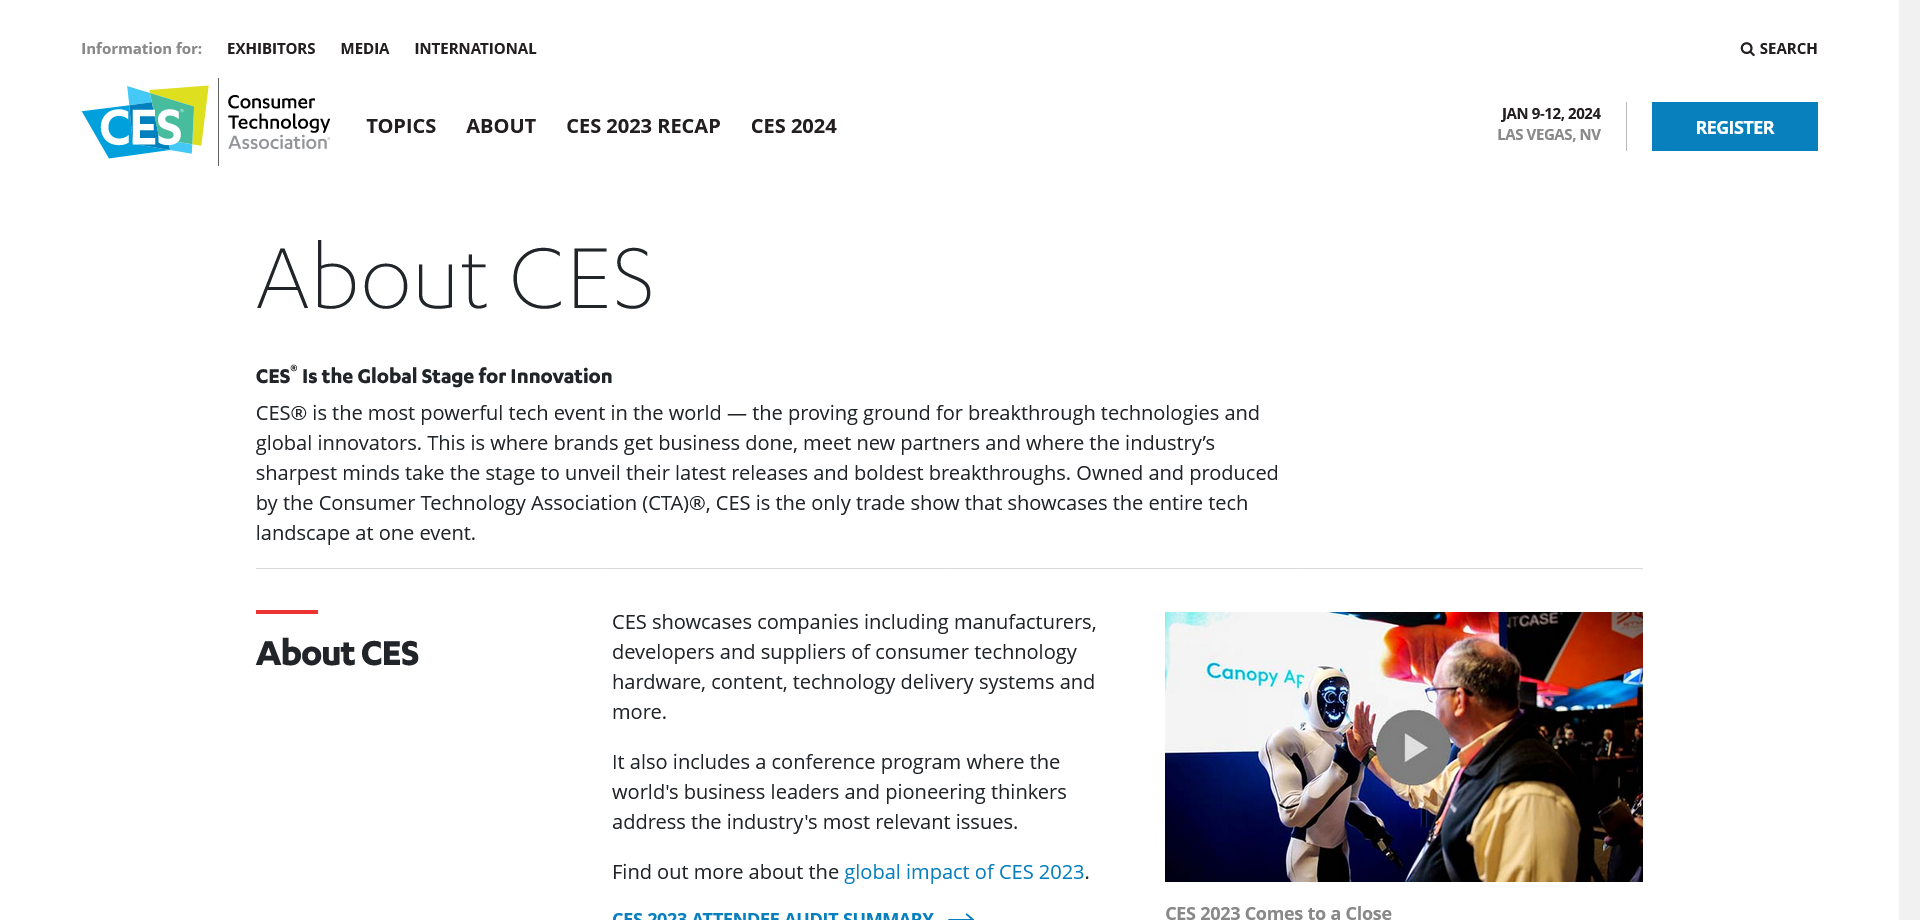 Information for: EXHIBITORS MEDIA INTERNATIONAL
SEARCH
CES
Consumer
Technology
Association
TOPICS ABOUT CES 2023 RECAP CES 2024
JAN 9-12, 2024
LAS VEGAS, NV
REGISTER
About CES
CES® Is the Global Stage for Innovation
CES® is the most powerful tech event in the world — the proving ground for breakthrough technologies and
global innovators. This is where brands get business done, meet new partners and where the industry’s
sharpest minds take the stage to unveil their latest releases and boldest breakthroughs. Owned and produced
by the Consumer Technology Association (CTA)®, CES is the only trade show that showcases the entire tech
landscape at one event.
About CES
CES showcases companies including manufacturers,
developers and suppliers of consumer technology
hardware, content, technology delivery systems and
more.
It also includes a conference program where the
world's business leaders and pioneering thinkers
address the industry's most relevant issues.
Find out more about the global impact of CES 2023.
CES 2023 ATTENDEE AUDIT SUMMARY
Canopy Ap
ITCASE
CES 2023 Comes to a Close